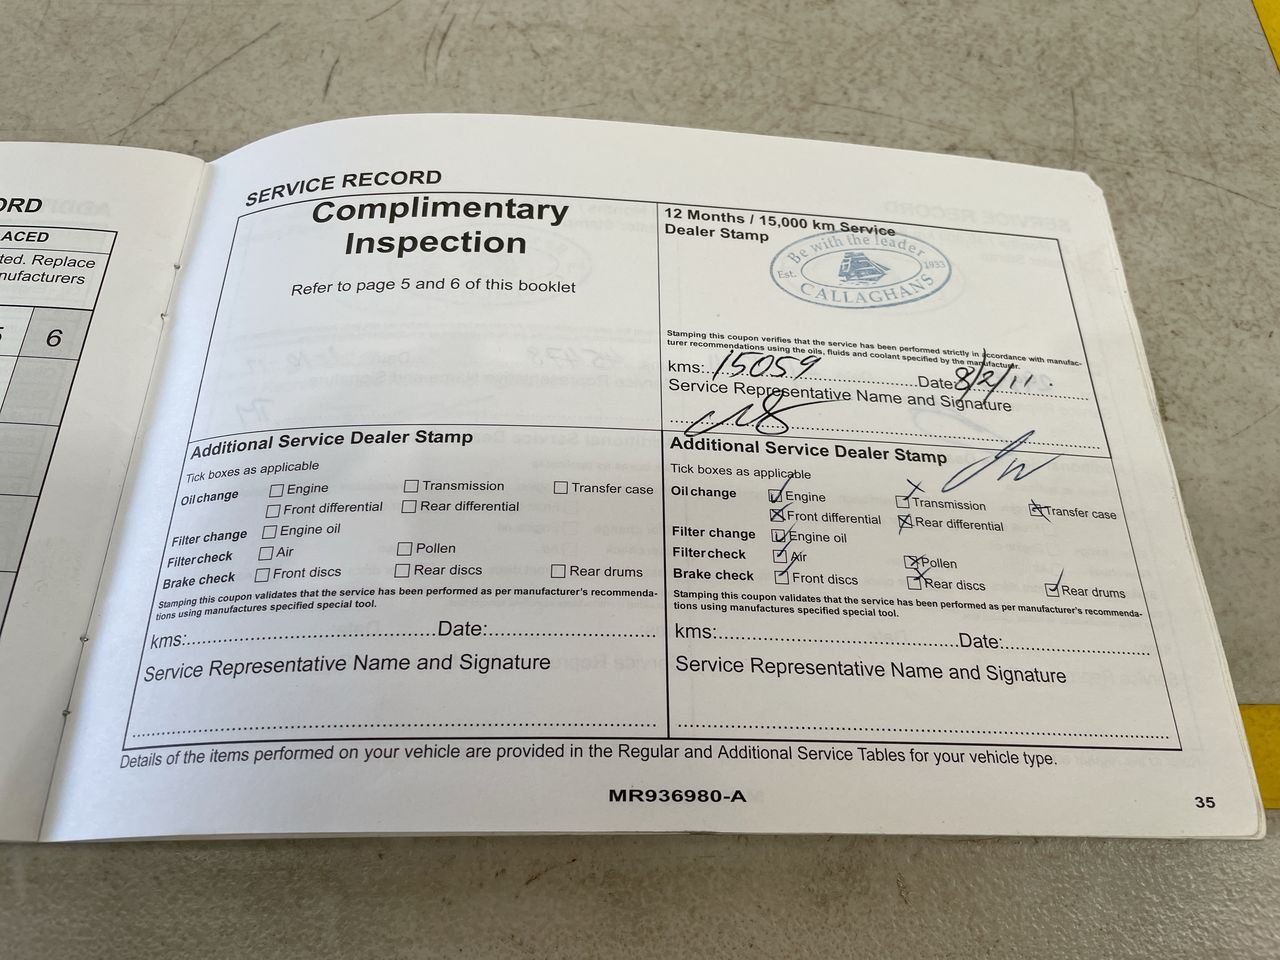 ORD
ACED
ted. Replace
nufacturers
6
SERVICE RECORD
Complimentary
Inspection
Refer to page 5 and 6 of this booklet
12 Months / 15,000 km Service
Dealer Stamp
Be with the leader
Est. 1933
CALLAGHANS
Stamping this coupon verifies that the service has been performed strictly in accordance with manufac-
turer recommendations using the oils, fluids and coolant specified by the manufacturer.
kms: 15059 Date: 8/2/11.
Service Representative Name and Signature
Additional Service Dealer Stamp
Tick boxes as applicable
Oil change Engine Transmission Transfer case
Front differential Rear differential
Filter change Engine oil
Filter check Air Pollen
Brake check Front discs Rear discs Rear drums
Stamping this coupon validates that the service has been performed as per manufacturer's recommenda-
tions using manufactures specified special tool.
kms: Date:
Service Representative Name and Signature
Additional Service Dealer Stamp
Tick boxes as applicable
Oil change Engine Transmission Transfer case
Front differential Rear differential
Filter change Engine oil
Filter check Air Pollen
Brake check Front discs Rear discs Rear drums
Stamping this coupon validates that the service has been performed as per manufacturer's recommenda-
tions using manufactures specified special tool.
kms: Date:
Service Representative Name and Signature
Details of the items performed on your vehicle are provided in the Regular and Additional Service Tables for your vehicle type.
MR936980-A
35